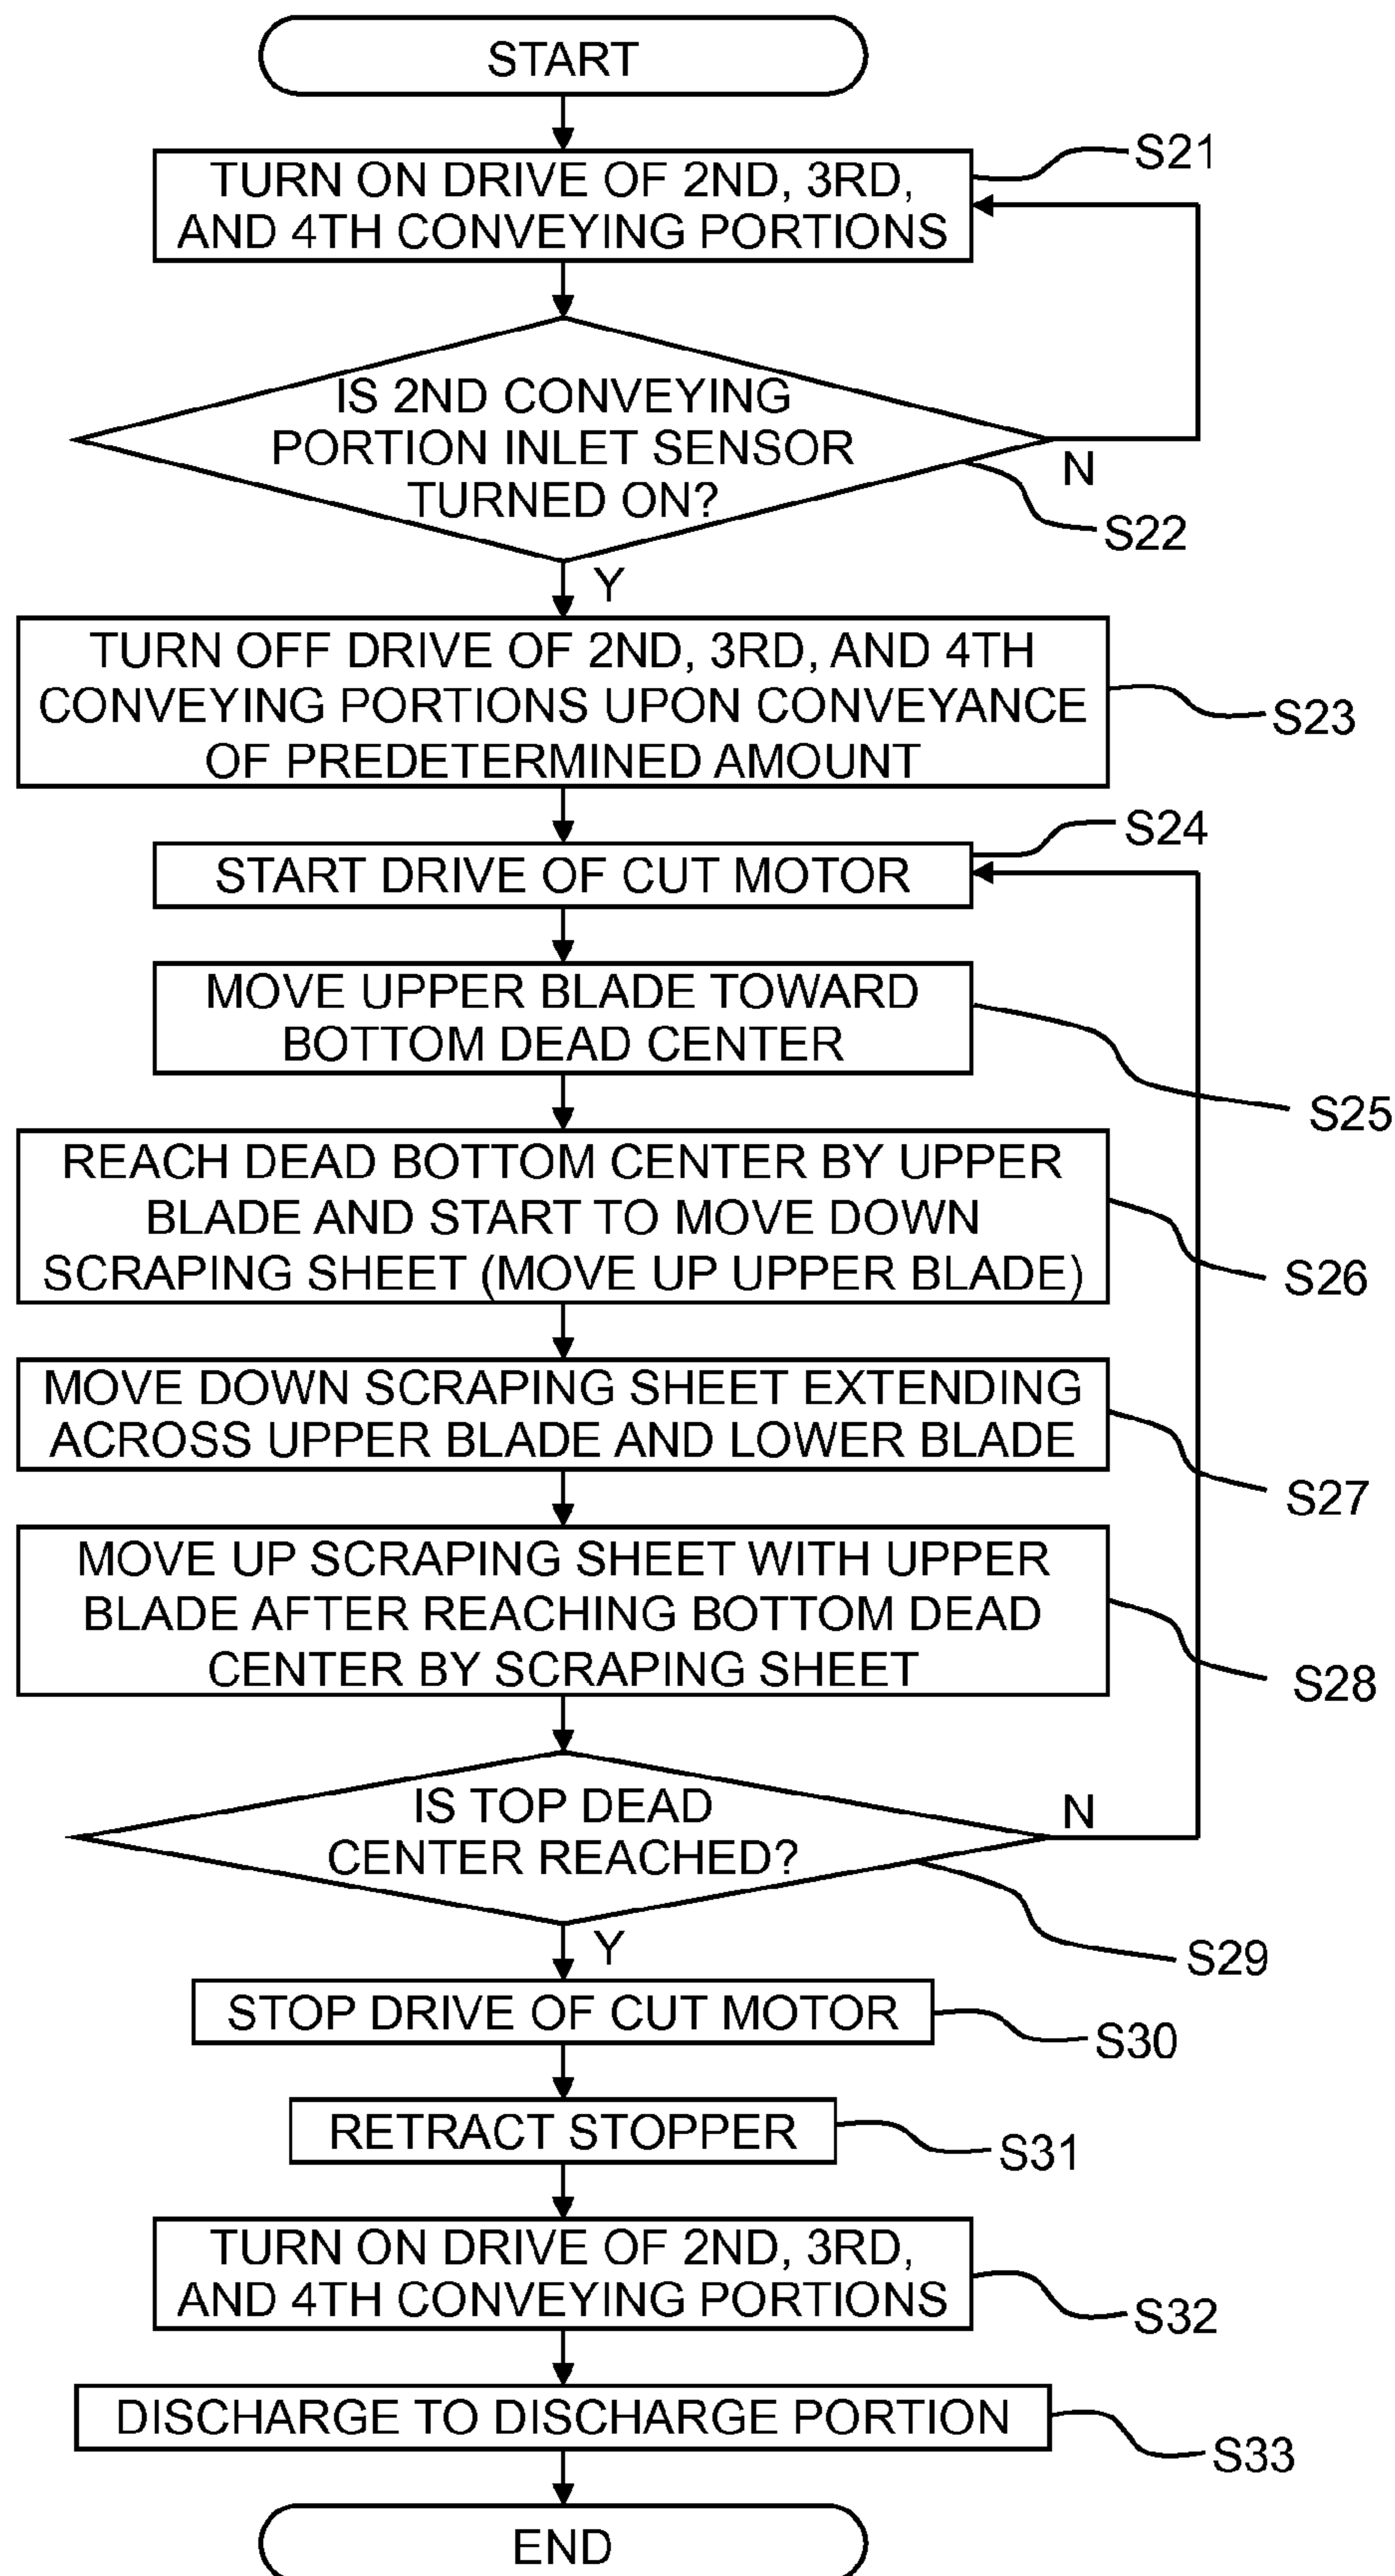 START
S21
TURN ON DRIVE OF 2ND, 3RD,
AND 4TH CONVEYING PORTIONS
IS 2ND CONVEYING
PORTION INLET SENSOR
TURNED ON?
N
S22
Y
TURN OFF DRIVE OF 2ND, 3RD, AND 4TH
CONVEYING PORTIONS UPON CONVEYANCE
OF PREDETERMINED AMOUNT
S23
S24
START DRIVE OF CUT MOTOR
MOVE UPPER BLADE TOWARD
BOTTOM DEAD CENTER
S25
REACH DEAD BOTTOM CENTER BY UPPER
BLADE AND START TO MOVE DOWN
SCRAPING SHEET (MOVE UP UPPER BLADE)
S26
MOVE DOWN SCRAPING SHEET EXTENDING
ACROSS UPPER BLADE AND LOWER BLADE
S27
MOVE UP SCRAPING SHEET WITH UPPER
BLADE AFTER REACHING BOTTOM DEAD
CENTER BY SCRAPING SHEET
S28
IS TOP DEAD
CENTER REACHED?
N
S29
Y
STOP DRIVE OF CUT MOTOR
S30
RETRACT STOPPER
S31
TURN ON DRIVE OF 2ND, 3RD,
AND 4TH CONVEYING PORTIONS
S32
DISCHARGE TO DISCHARGE PORTION
S33
END